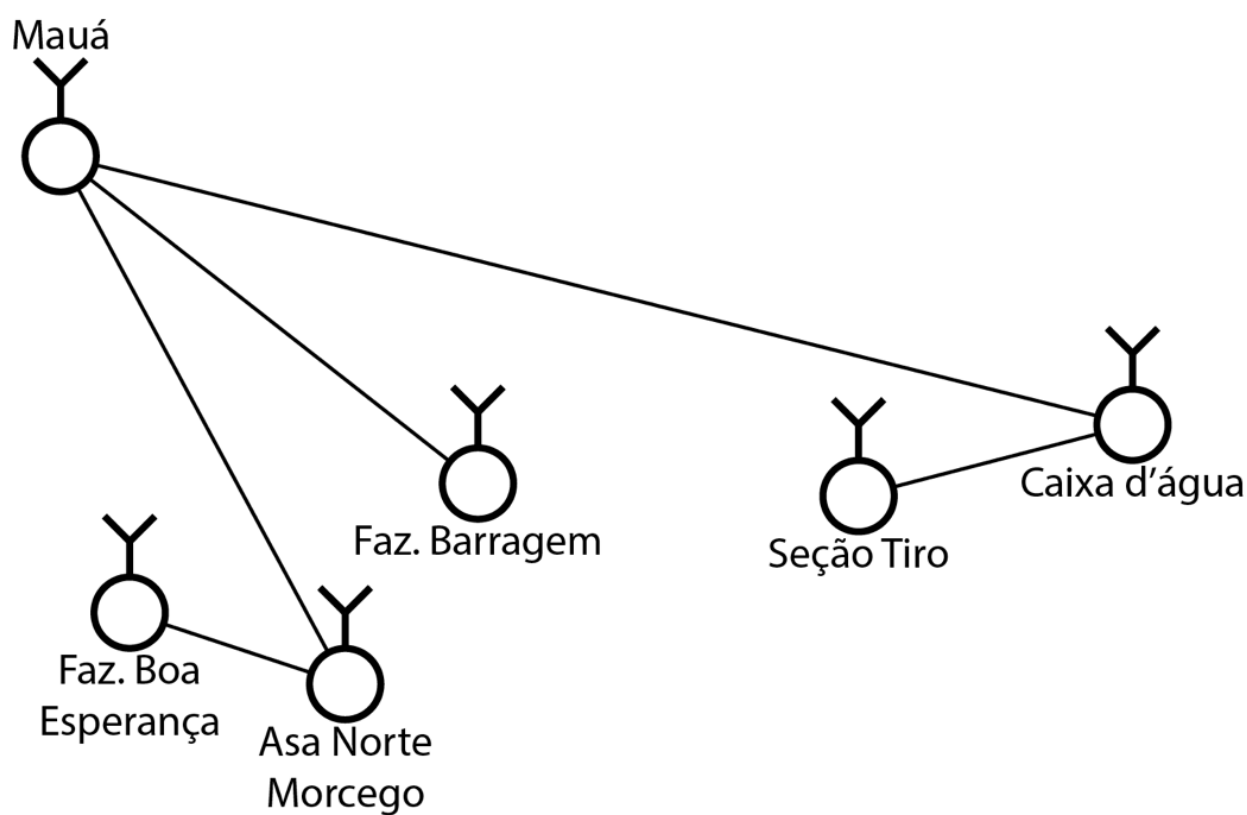 Mauá
Faz. Barragem
Seção Tiro
Caixa d'água
Faz. Boa
Esperança
Asa Norte
Morcego